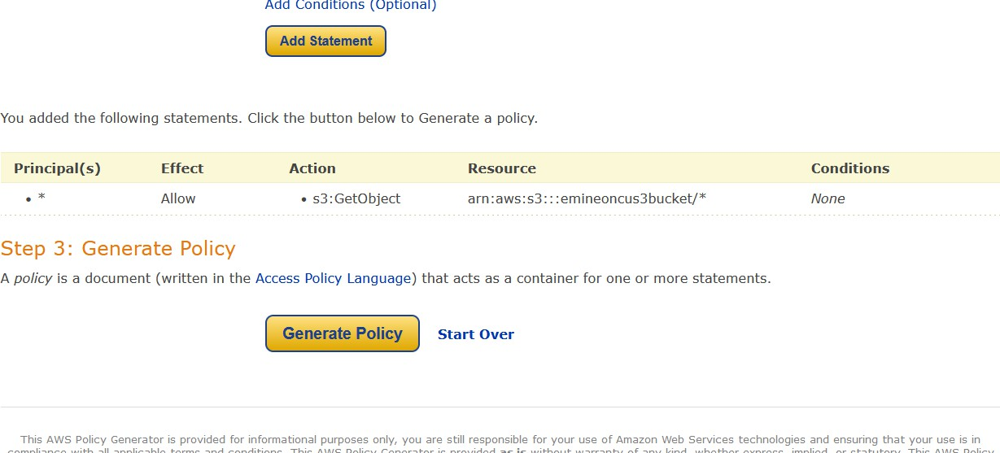 Add Conditions (Optional)
Add Statement
You added the following statements. Click the button below to Generate a policy.
Principal(s) Effect Action Resource Conditions
• * Allow • s3:GetObject arn:aws:s3:::emineoncus3bucket/* None
Step 3: Generate Policy
A policy is a document (written in the Access Policy Language) that acts as a container for one or more statements.
Generate Policy Start Over
This AWS Policy Generator is provided for informational purposes only, you are still responsible for your use of Amazon Web Services technologies and ensuring that your use is in
compliance with all applicable terms and conditions. This AWS Policy Generator is provided as is without warranty of any kind, whether express, implied, or statutory. This AWS Policy